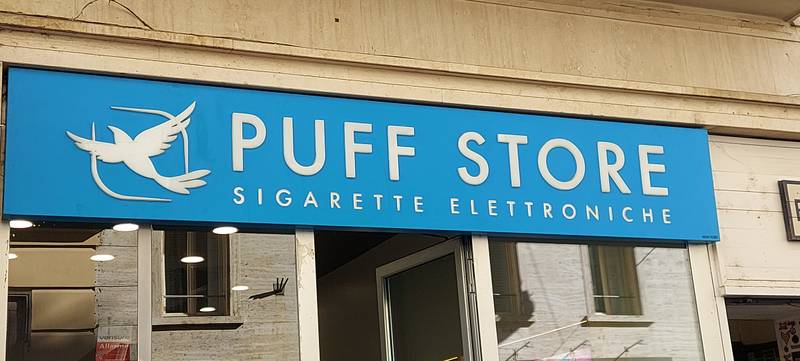 PUFF STORE
SIGARETTE ELETTRONICHE